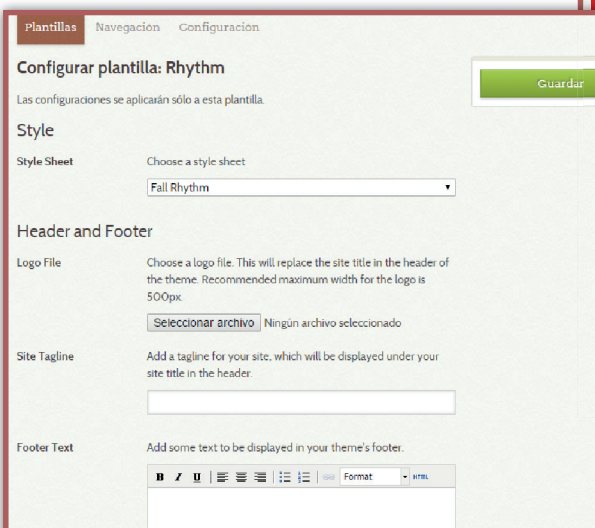 Plantillas Navegación Configuración
Configurar plantilla: Rhythm
Guardar
Las configuraciones se aplicarán sólo a esta plantilla.
Style
Style Sheet
Choose a style sheet
Fall Rhythm
Header and Footer
Logo File
Choose a logo file. This will replace the site title in the header of
the theme. Recommended maximum width for the logo is
500px.
Seleccionar archivo Ningún archivo seleccionado
Site Tagline
Add a tagline for your site, which will be displayed under your
site title in the header.
Footer Text
Add some text to be displayed in your theme's footer.
B I U Format HTML